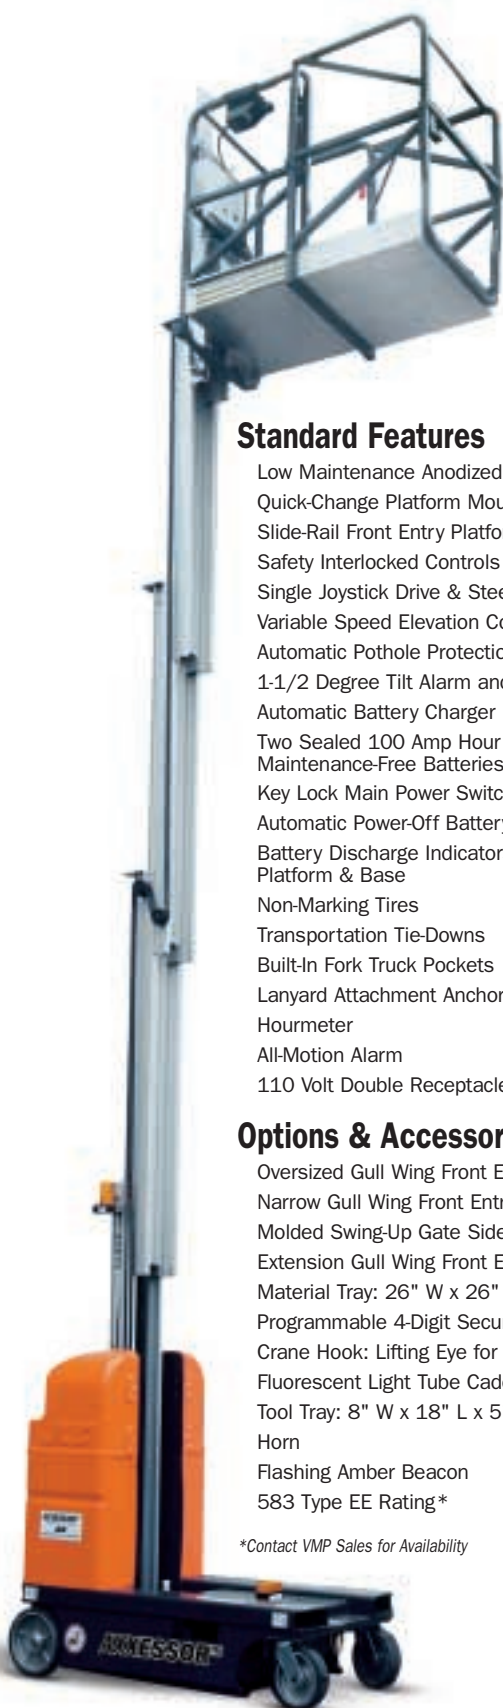 Standard Features
Low Maintenance Anodized
Quick-Change Platform Mou
Slide-Rail Front Entry Platfo
Safety Interlocked Controls
Single Joystick Drive & Stee
Variable Speed Elevation Co
Automatic Pothole Protectio
1-1/2 Degree Tilt Alarm and
Automatic Battery Charger
Two Sealed 100 Amp Hour
Maintenance-Free Batteries
Key Lock Main Power Switc
Automatic Power-Off Battery
Battery Discharge Indicator
Platform & Base
Non-Marking Tires
Transportation Tie-Downs
Built-In Fork Truck Pockets
Lanyard Attachment Anchor
Hourmeter
All-Motion Alarm
110 Volt Double Receptacle
Options & Accessor
Oversized Gull Wing Front E
Narrow Gull Wing Front Entr
Molded Swing-Up Gate Side
Extension Gull Wing Front E
Material Tray: 26" W x 26"
Programmable 4-Digit Secu
Crane Hook: Lifting Eye for
Fluorescent Light Tube Cad
Tool Tray: 8" W x 18" L x 5
Horn
Flashing Amber Beacon
583 Type EE Rating*
*Contact VMP Sales for Availability
AXXESSOR